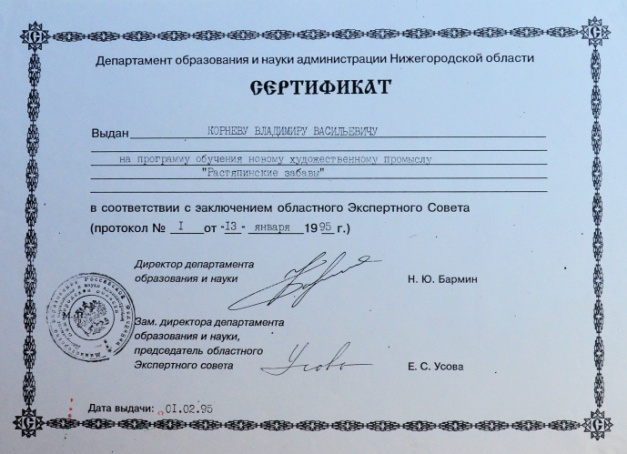 Департамент образования и науки администрации Нижегородской области
СЕРТИФИКАТ
Выдан КОРНЕВУ ВЛАДИМИРУ ВАСИЛЬЕВИЧУ
на программу обучения новому художественному промыслу
"Растяпинские забавы"
в соответствии с заключением областного Экспертного Совета
(протокол № I от -13 - января 1995 г.)
Директор департамента
образования и науки
Н. Ю. Бармин
Зам. директора департамента
образования и науки,
председатель областного
Экспертного совета
Е. С. Усова
Дата выдачи: 01.02.95